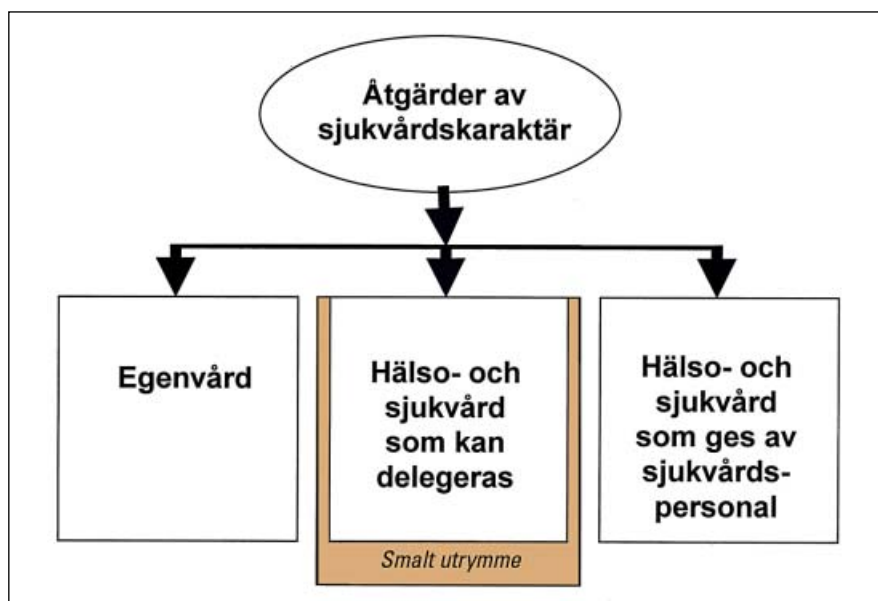 Åtgärder av
sjukvårdskaraktär
Egenvård
Hälso- och
sjukvård
som kan
delegeras
Smalt utrymme
Hälso- och
sjukvård
som ges av
sjukvårds-
personal